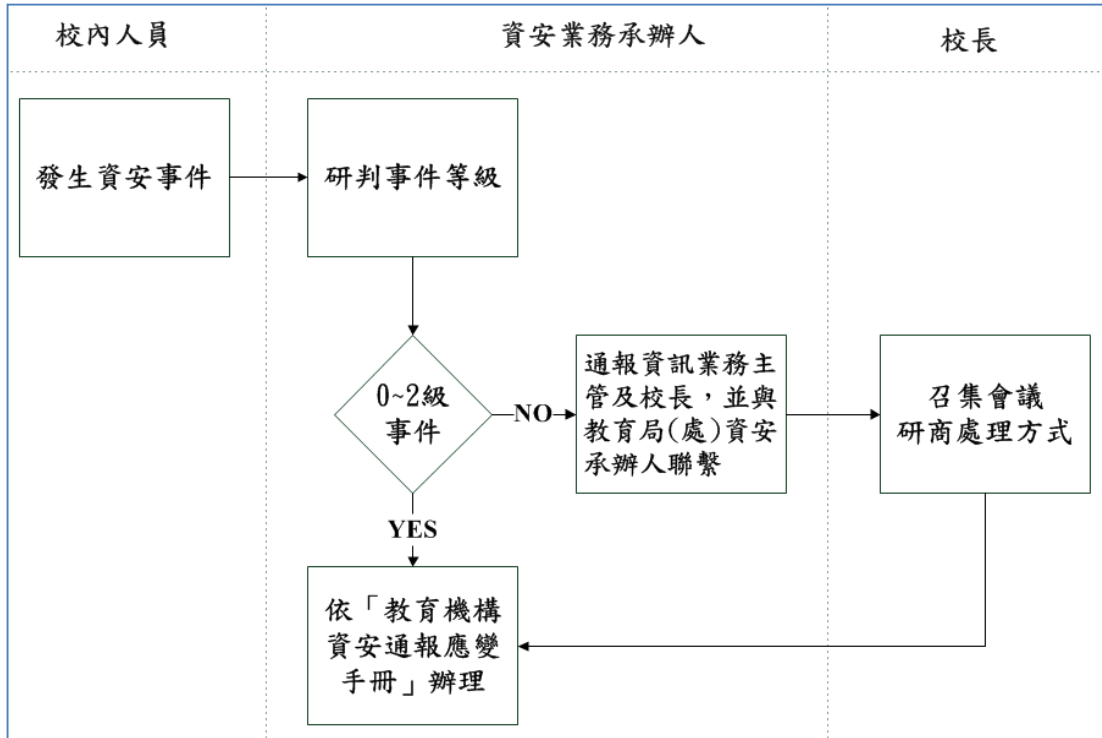 校內人員
資安業務承辦人
校長
發生資安事件
研判事件等級
0~2級
事件
NO
通報資訊業務主
管及校長，並與
教育局(處)資安
承辦人聯繫
召集會議
研商處理方式
YES
依「教育機構
資安通報應變
手冊」辦理